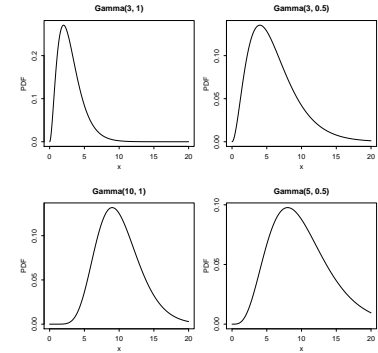 Gamma(3, 1)
PDF
0.0 0.1 0.2
0 5 10 15 20
x
Gamma(3, 0.5)
PDF
0.00 0.05 0.10
0 5 10 15 20
x
Gamma(10, 1)
PDF
0.00 0.05 0.10
0 5 10 15 20
x
Gamma(5, 0.5)
PDF
0.00 0.05 0.10
0 5 10 15 20
x